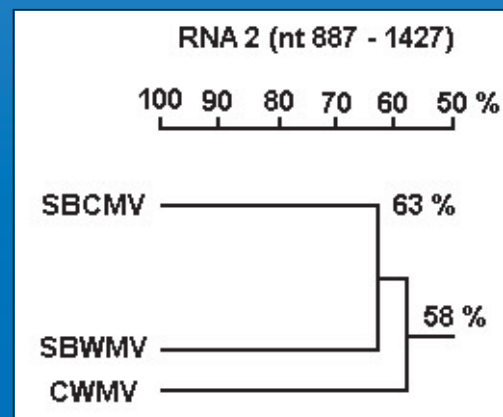 RNA 2 (nt 887 - 1427)
100 90 80 70 60 50 %
SBCMV 63 %
58 %
SBWMV
CWMV